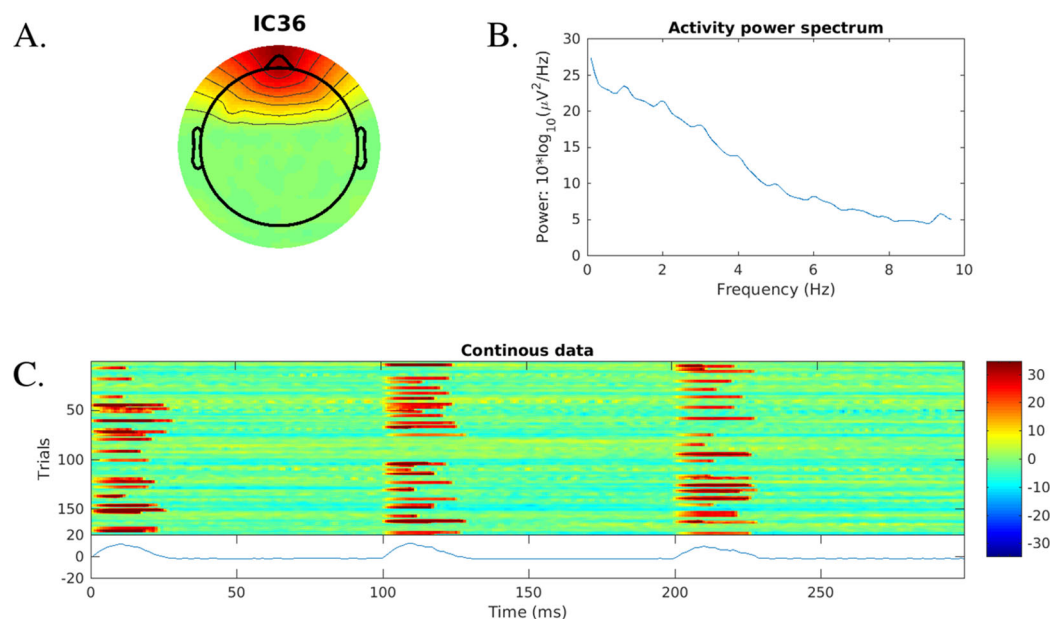 A.
IC36
B.
Activity power spectrum
30
25
20
15
10
5
0
Power: 10*log10(μV2/Hz)
0 2 4 6 8 10
Frequency (Hz)
C.
Continous data
50
100
150
Trials
20
0
-20
0 50 100 150 200 250
Time (ms)
30
20
10
0
-10
-20
-30